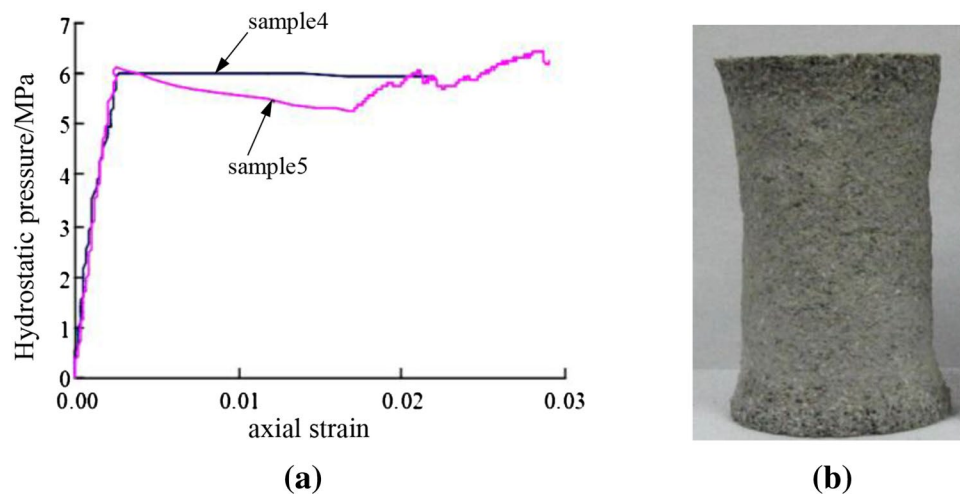 7
sample4
6
5
sample5
4
3
2
1
0
Hydrostatic pressure/MPa
0.00
0.01
0.02
0.03
axial strain
(a)
(b)